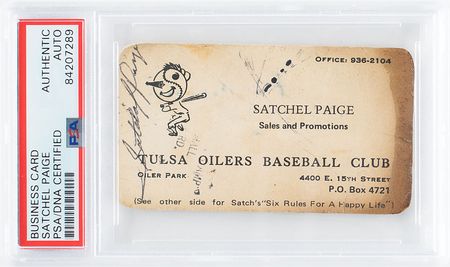 BUSINESS CARD
SATCHEL PAIGE
PSA/DNA CERTIFIED
AUTHENTIC
AUTO
84207289
PSA
Satchel Paige
OFFICE: 936-2104
SATCHEL PAIGE
Sales and Promotions
TULSA OILERS BASEBALL CLUB
OILER PARK
4400 E. 15TH STREET
P.O. Box 4721
(See other side for Satch's "Six Rules For A Happy Life")